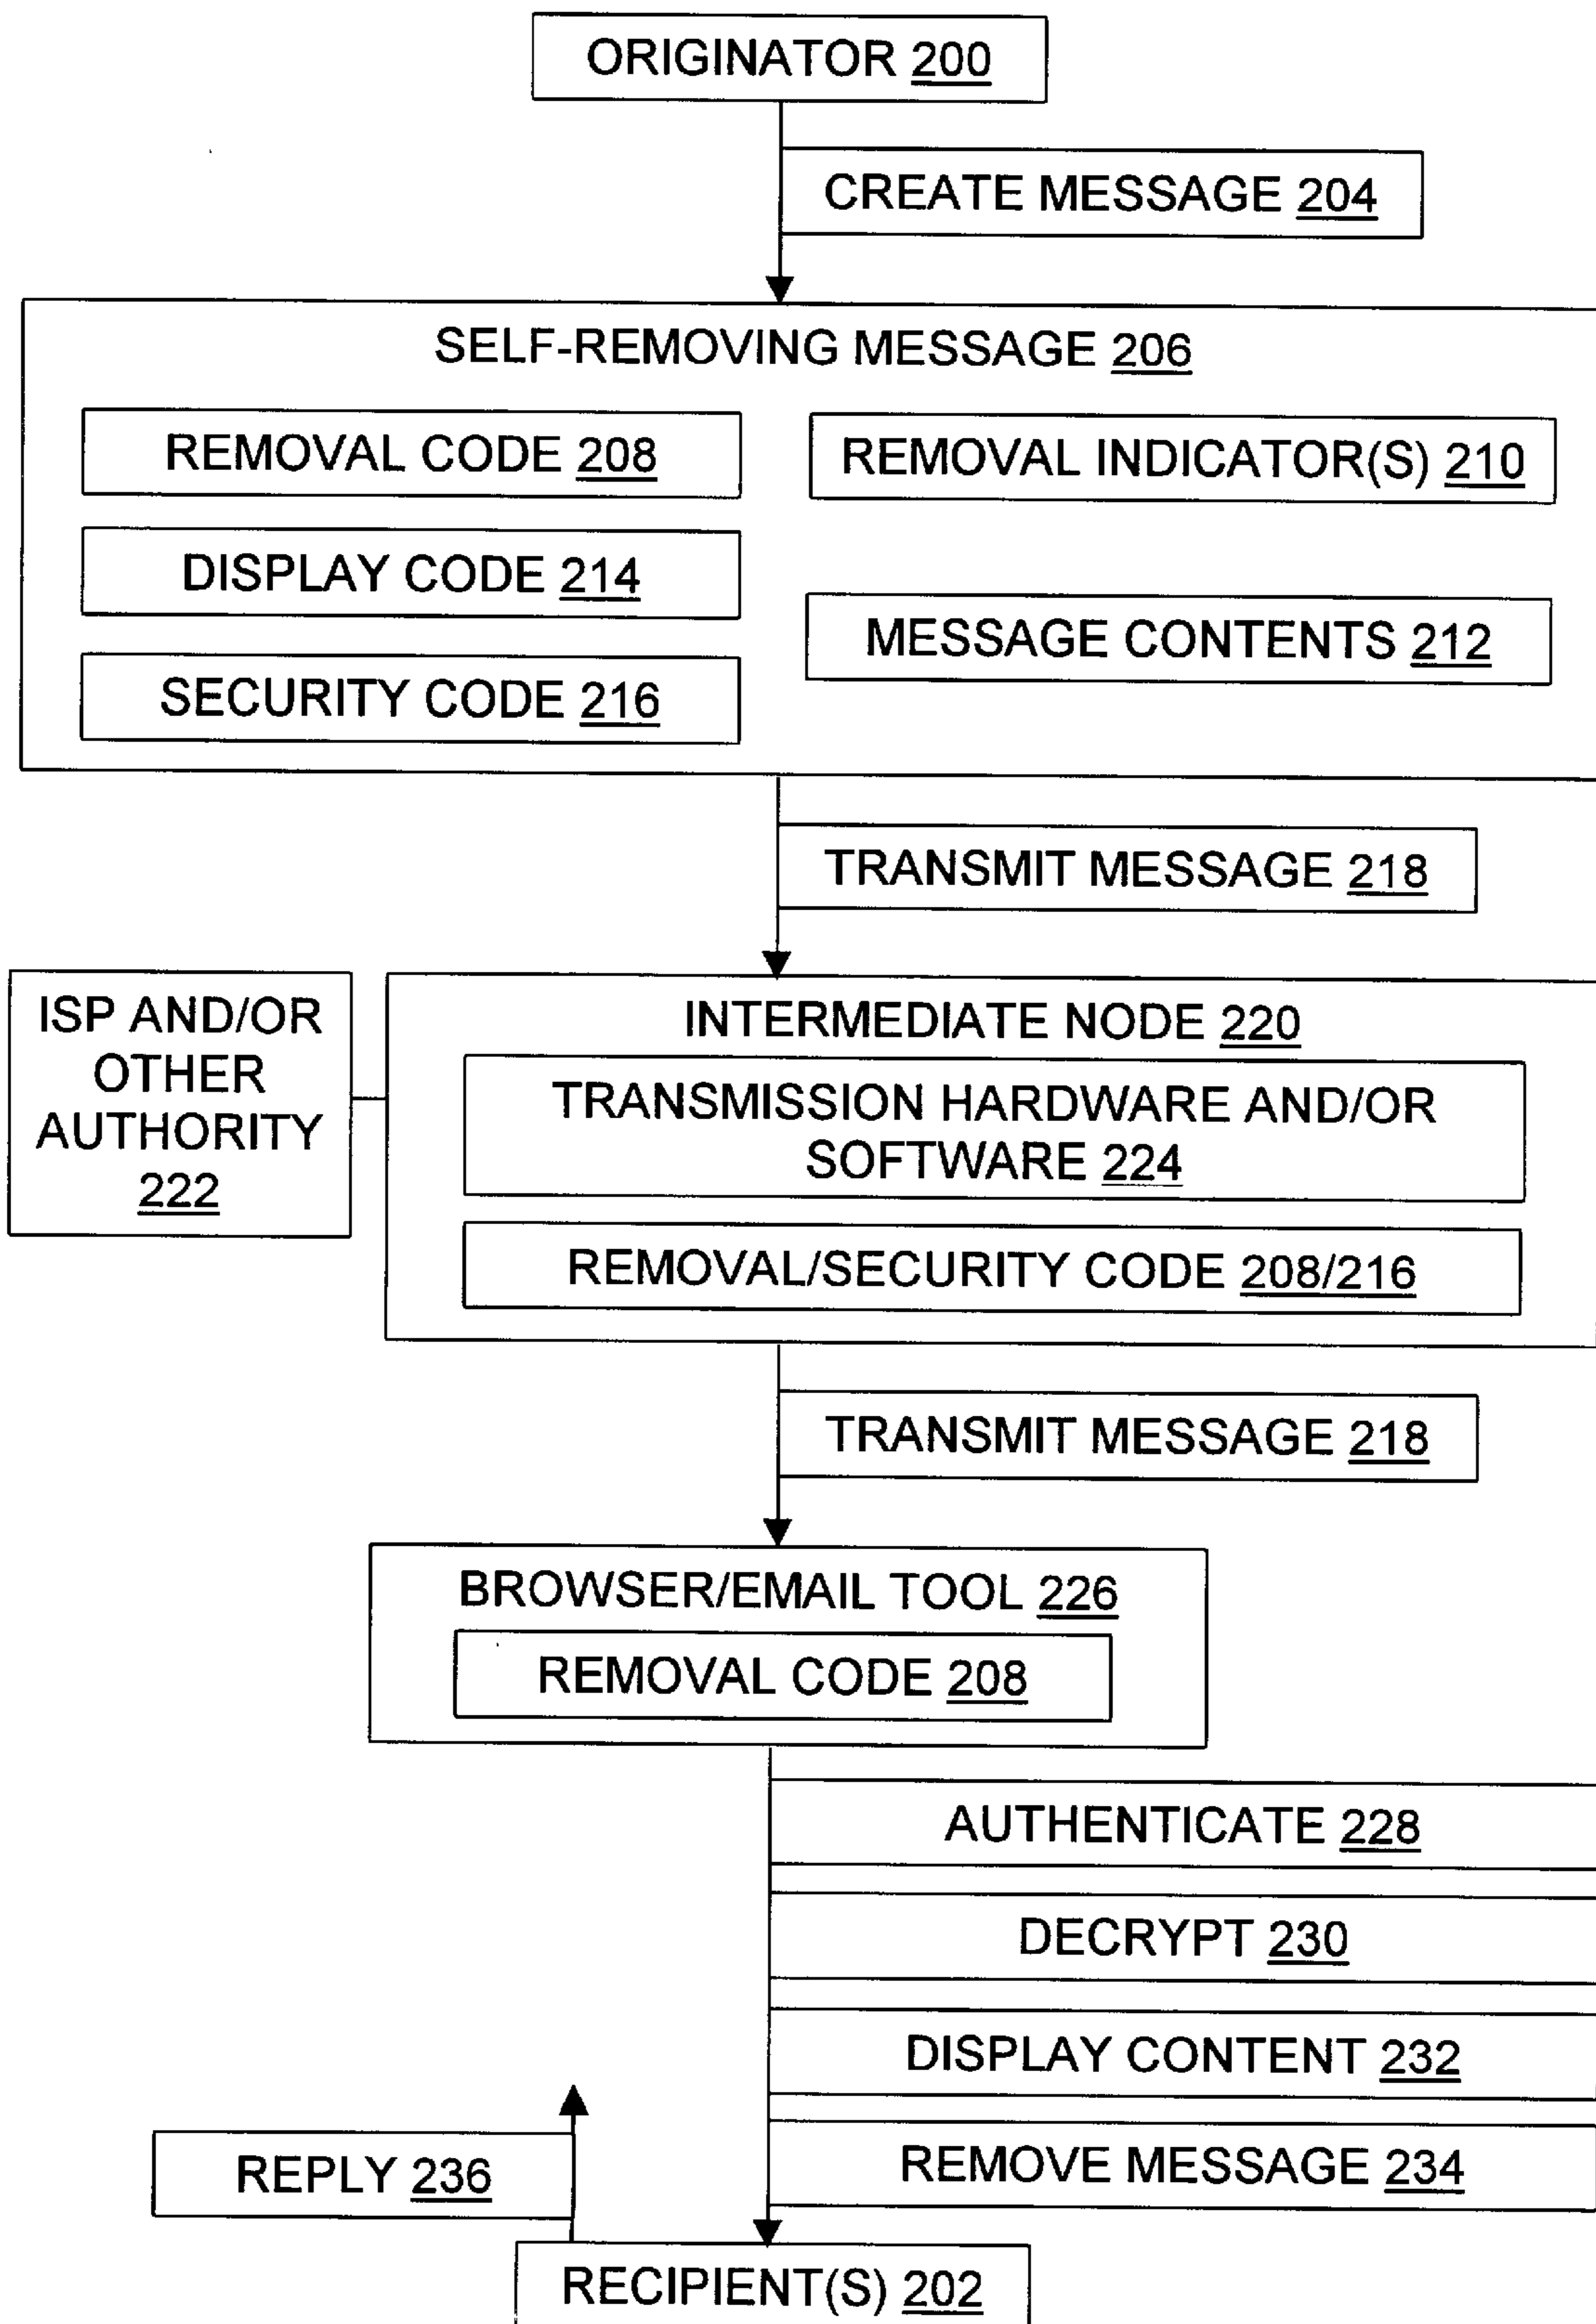 ORIGINATOR 200
CREATE MESSAGE 204
SELF-REMOVING MESSAGE 206
REMOVAL CODE 208
REMOVAL INDICATOR(S) 210
DISPLAY CODE 214
MESSAGE CONTENTS 212
SECURITY CODE 216
TRANSMIT MESSAGE 218
ISP AND/OR
OTHER
AUTHORITY
222
INTERMEDIATE NODE 220
TRANSMISSION HARDWARE AND/OR
SOFTWARE 224
REMOVAL/SECURITY CODE 208/216
TRANSMIT MESSAGE 218
BROWSER/EMAIL TOOL 226
REMOVAL CODE 208
AUTHENTICATE 228
DECRYPT 230
DISPLAY CONTENT 232
REMOVE MESSAGE 234
REPLY 236
RECIPIENT(S) 202